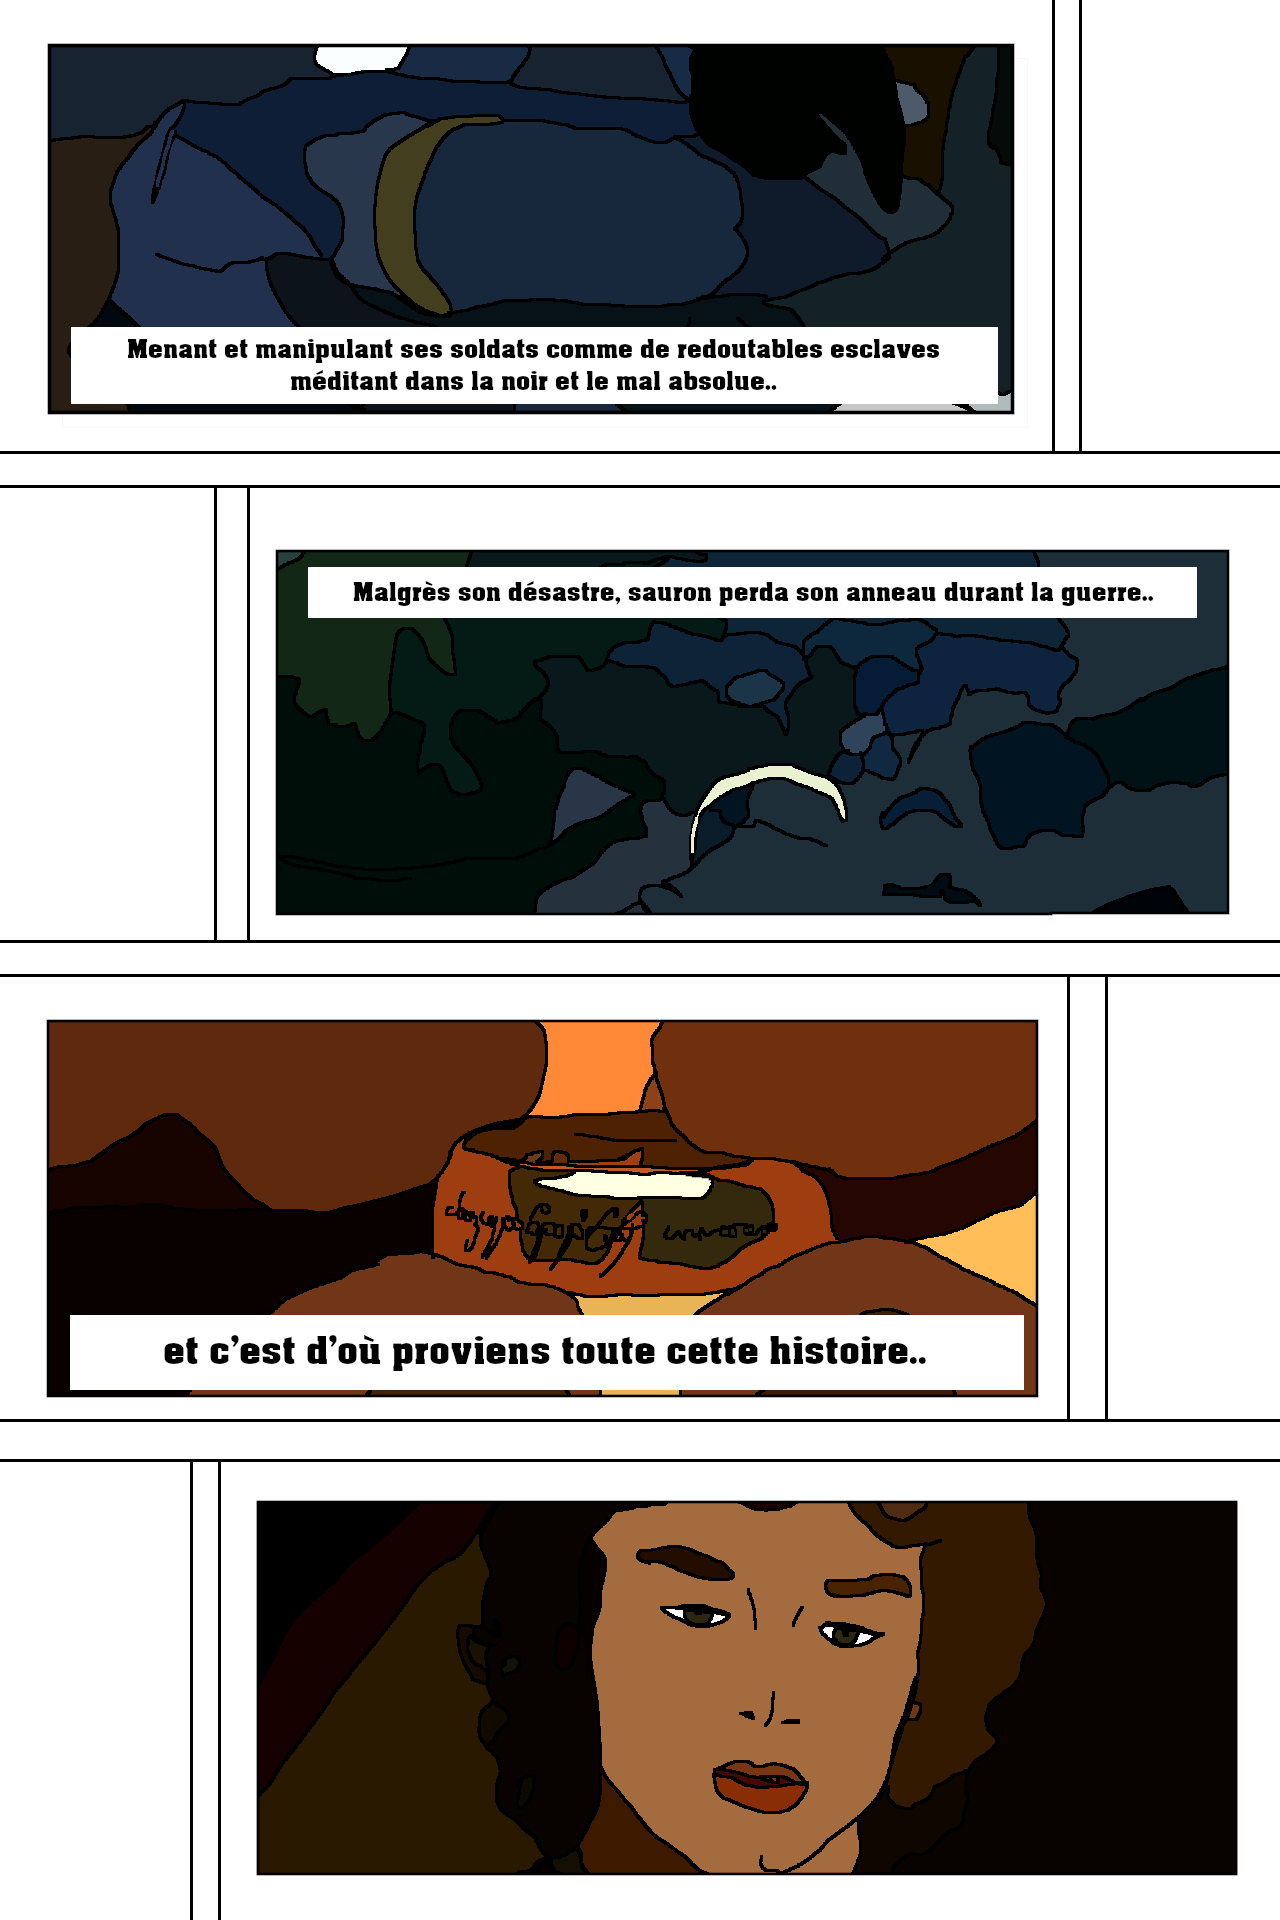 Menant et manipulant ses soldats comme de redoutables esclaves
méditant dans la noir et le mal absolue..
Malgrès son désastre, sauron perda son anneau durant la guerre..
et c'est d'où proviens toute cette histoire..